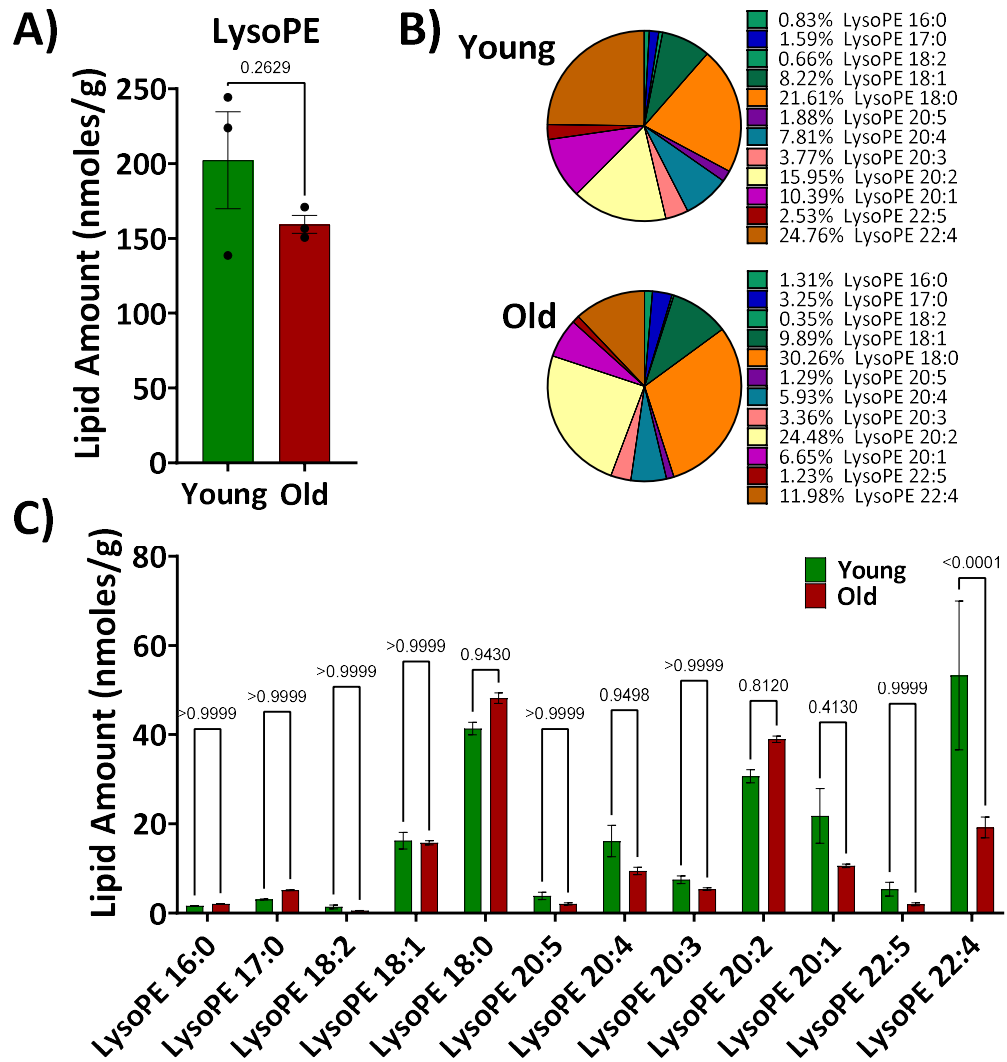 A)
LysoPE
0.2629
Lipid Amount (nmoles/g)
250
200
150
100
50
0
Young
Old
B)
Young
0.83% LysoPE 16:0
1.59% LysoPE 17:0
0.66% LysoPE 18:2
8.22% LysoPE 18:1
21.61% LysoPE 18:0
1.88% LysoPE 20:5
7.81% LysoPE 20:4
3.77% LysoPE 20:3
15.95% LysoPE 20:2
10.39% LysoPE 20:1
2.53% LysoPE 22:5
24.76% LysoPE 22:4
Old
1.31% LysoPE 16:0
3.25% LysoPE 17:0
0.35% LysoPE 18:2
9.89% LysoPE 18:1
30.26% LysoPE 18:0
1.29% LysoPE 20:5
5.93% LysoPE 20:4
3.36% LysoPE 20:3
24.48% LysoPE 20:2
6.65% LysoPE 20:1
1.23% LysoPE 22:5
11.98% LysoPE 22:4
C)
Lipid Amount (nmoles/g)
80
60
40
20
0
Young
Old
>0.9999
>0.9999
>0.9999
>0.9999
0.9430
>0.9999
0.9498
>0.9999
0.8120
0.4130
0.9999
<0.0001
LysoPE 16:0
LysoPE 17:0
LysoPE 18:2
LysoPE 18:1
LysoPE 18:0
LysoPE 20:5
LysoPE 20:4
LysoPE 20:3
LysoPE 20:2
LysoPE 20:1
LysoPE 22:5
LysoPE 22:4